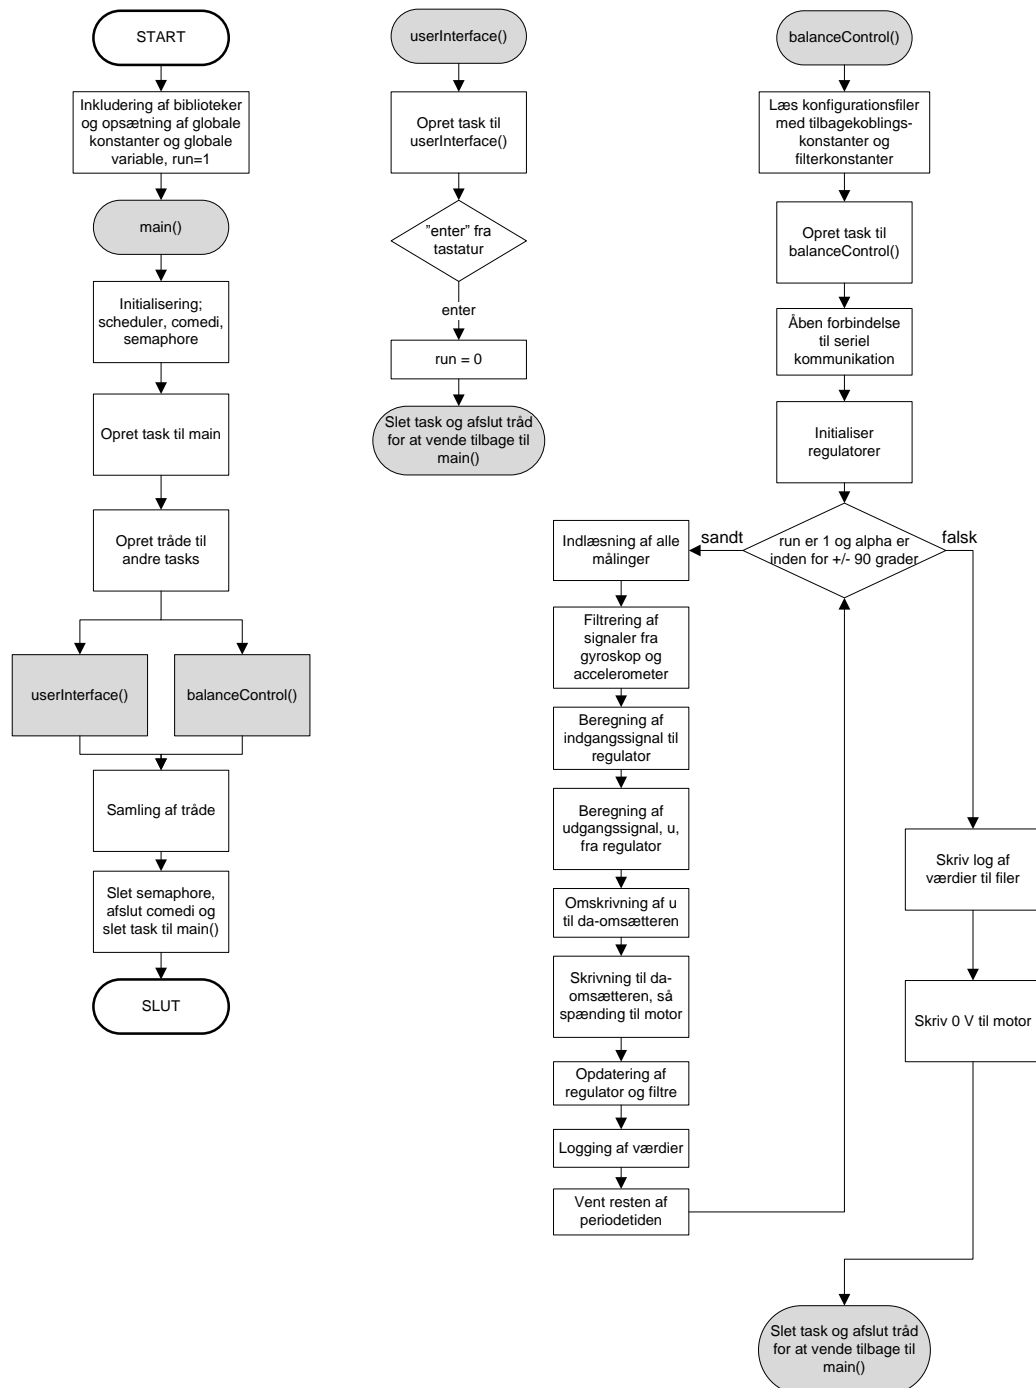 START
Inkludering af biblioteker
og opsætning af globale
konstanter og globale
variable, run=1
main()
Initialisering;
scheduler, comedi,
semaphore
Opret task til main
Opret tråde til
andre tasks
userInterface()
balanceControl()
Samling af tråde
Slet semaphore,
afslut comedi og
slet task til main()
SLUT
userInterface()
Opret task til
userInterface()
”enter” fra
tastatur
enter
run = 0
Slet task og afslut tråd
for at vende tilbage til
main()
balanceControl()
Læs konfigurationsfiler
med tilbagekoblings-
konstanter og
filterkonstanter
Opret task til
balanceControl()
Åben forbindelse
til seriel
kommunikation
Initialiser
regulatorer
run er 1 og alpha er
inden for +/- 90 grader
sandt
falsk
Indlæsning af alle
målinger
Filtrering af
signaler fra
gyroskop og
accelerometer
Beregning af
indgangssignal til
regulator
Beregning af
udgangssignal, u,
fra regulator
Omskrivning af u
til da-omsætteren
Skrivning til da-
omsætteren, så
spænding til motor
Opdatering af
regulator og filtre
Logging af værdier
Vent resten af
periodetiden
Skriv log af
værdier til filer
Skriv 0 V til motor
Slet task og afslut tråd
for at vende tilbage til
main()